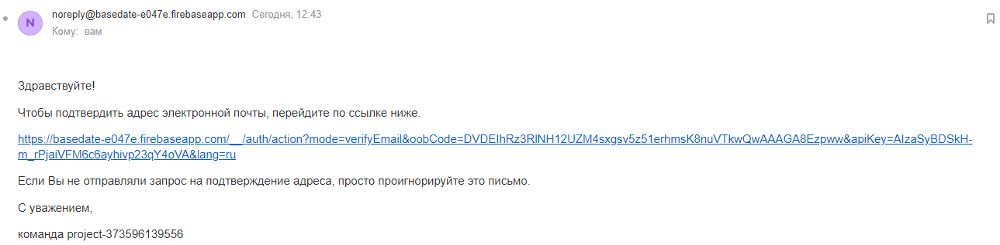 noreply@basedate-e047e.firebaseapp.com Сегодня, 12:43
N
Кому: вам
Здравствуйте!
Чтобы подтвердить адрес электронной почты, перейдите по ссылке ниже.
https://basedate-e047e.firebaseapp.com/__/auth/action?mode=verifyEmail&oobCode=DVDEIhRz3RlNH12UZM4sxgsv5z51erhmsK8nuVTkwQwAAAGA8Ezpww&apiKey=AIzaSyBDSkH-
m_rPjaiVFM6c6ayhivp23qY4oVA&lang=ru
Если Вы не отправляли запрос на подтверждение адреса, просто проигнорируйте это письмо.
С уважением,
команда project-373596139556